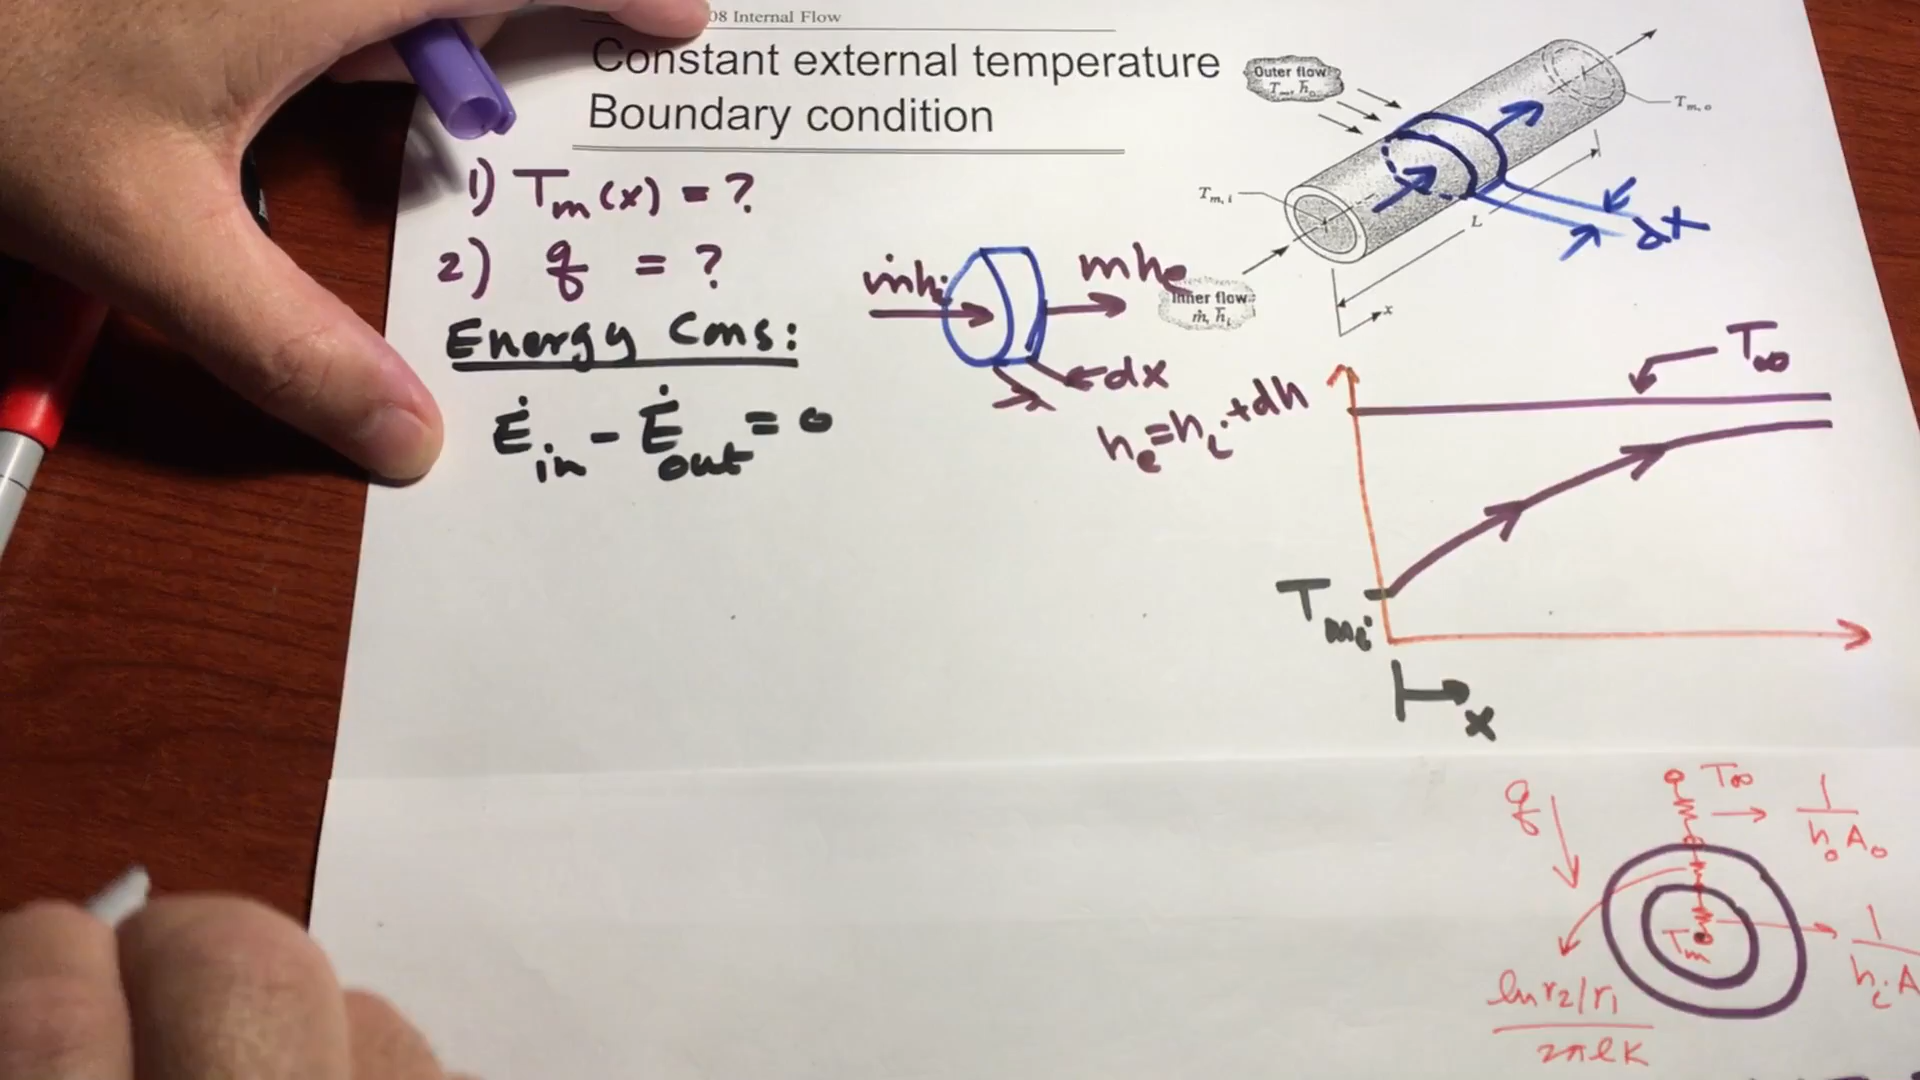 08 Internal Flow
Constant external temperature
Boundary condition
1) Tm(x) = ?
2) q = ?
Energy Cons:
Ėin - Ėout = 0
ṁhi
mhe
dx
he = hi + dh
Outer flow
T∞, h̄o
Tm, o
Tm, i
L
dx
Inner flow
ṁ, h̄i
x
T∞
Tmi
x
q
T∞
1/hoAo
Tm
1/hiA
ln r2/r1
2πlK